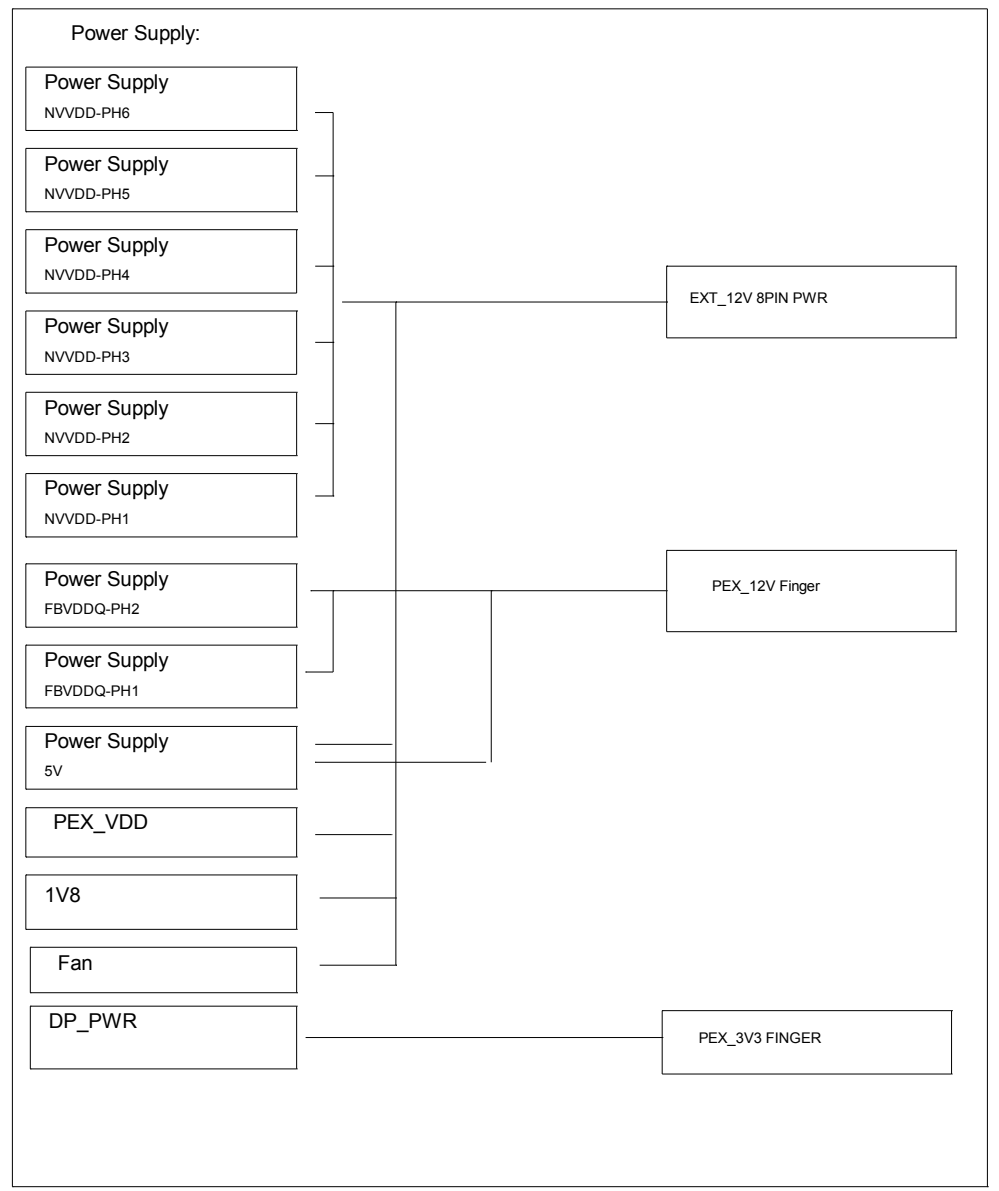 Power Supply:
Power Supply
NVVDD-PH6
Power Supply
NVVDD-PH5
Power Supply
NVVDD-PH4
Power Supply
NVVDD-PH3
Power Supply
NVVDD-PH2
Power Supply
NVVDD-PH1
Power Supply
FBVDDQ-PH2
Power Supply
FBVDDQ-PH1
Power Supply
5V
PEX_VDD
1V8
Fan
DP_PWR
EXT_12V 8PIN PWR
PEX_12V Finger
PEX_3V3 FINGER